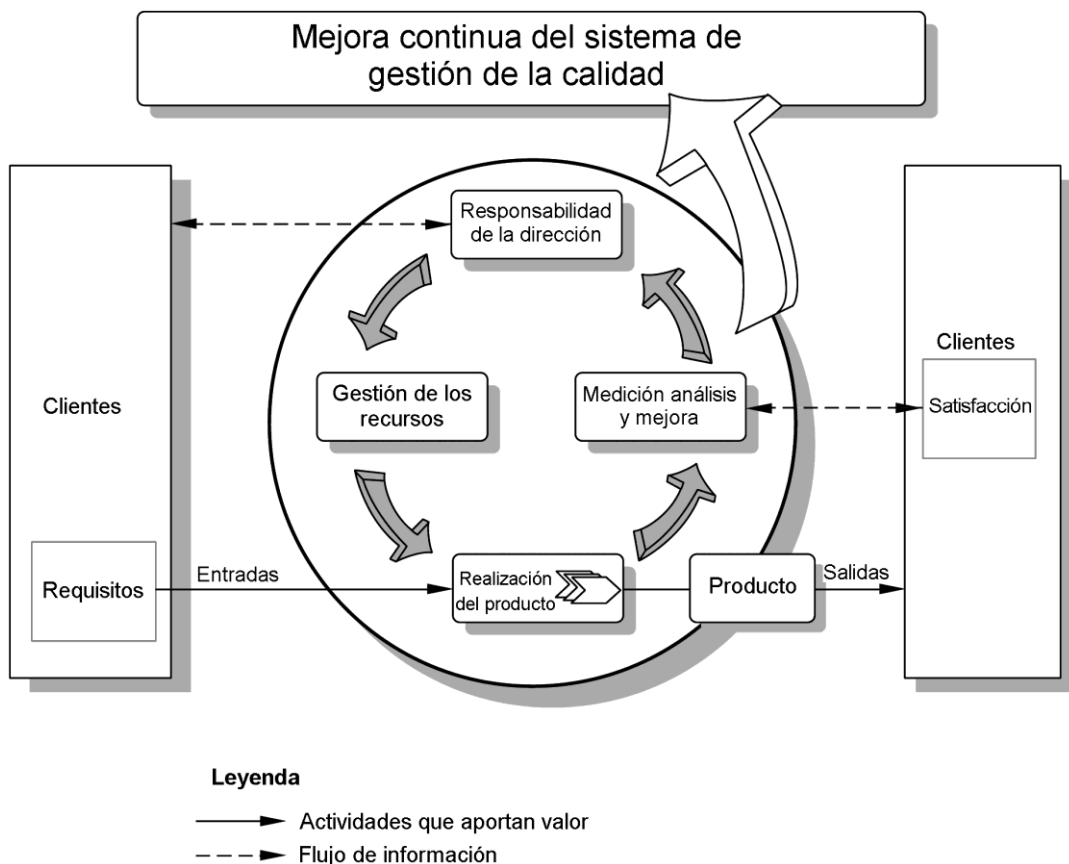 Mejora continua del sistema de
gestión de la calidad
Responsabilidad
de la dirección
Clientes
Gestión de los
recursos
Medición análisis
y mejora
Clientes
Satisfacción
Requisitos
Entradas
Realización
del producto
Producto
Salidas
Leyenda
Actividades que aportan valor
Flujo de información